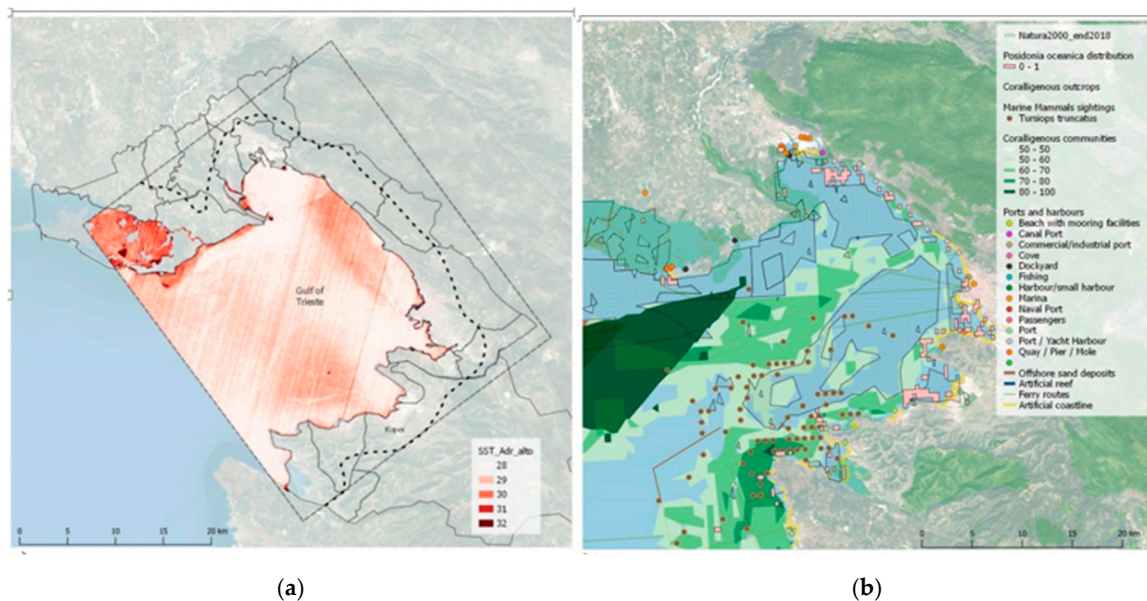 Gulf of
Trieste
Koper
SST_Adr_alto
28
29
30
31
32
0 5 10 15 20 km
(a)
Natura2000_end2018
Posidonia oceanica distribution
0 - 1
Coralligenous outcrops
Marine Mammals sightings
Tursiops truncatus
Coralligenous communities
50 - 50
50 - 60
60 - 70
70 - 80
80 - 100
Ports and harbours
Beach with mooring facilities
Canal Port
Commercial/industrial port
Cove
Dockyard
Fishing
Harbour/small harbour
Marina
Naval Port
Passengers
Port
Port / Yacht Harbour
Quay / Pier / Mole
Offshore sand deposits
Artificial reef
Ferry routes
Artificial coastline
0 5 10 15 20 km
(b)